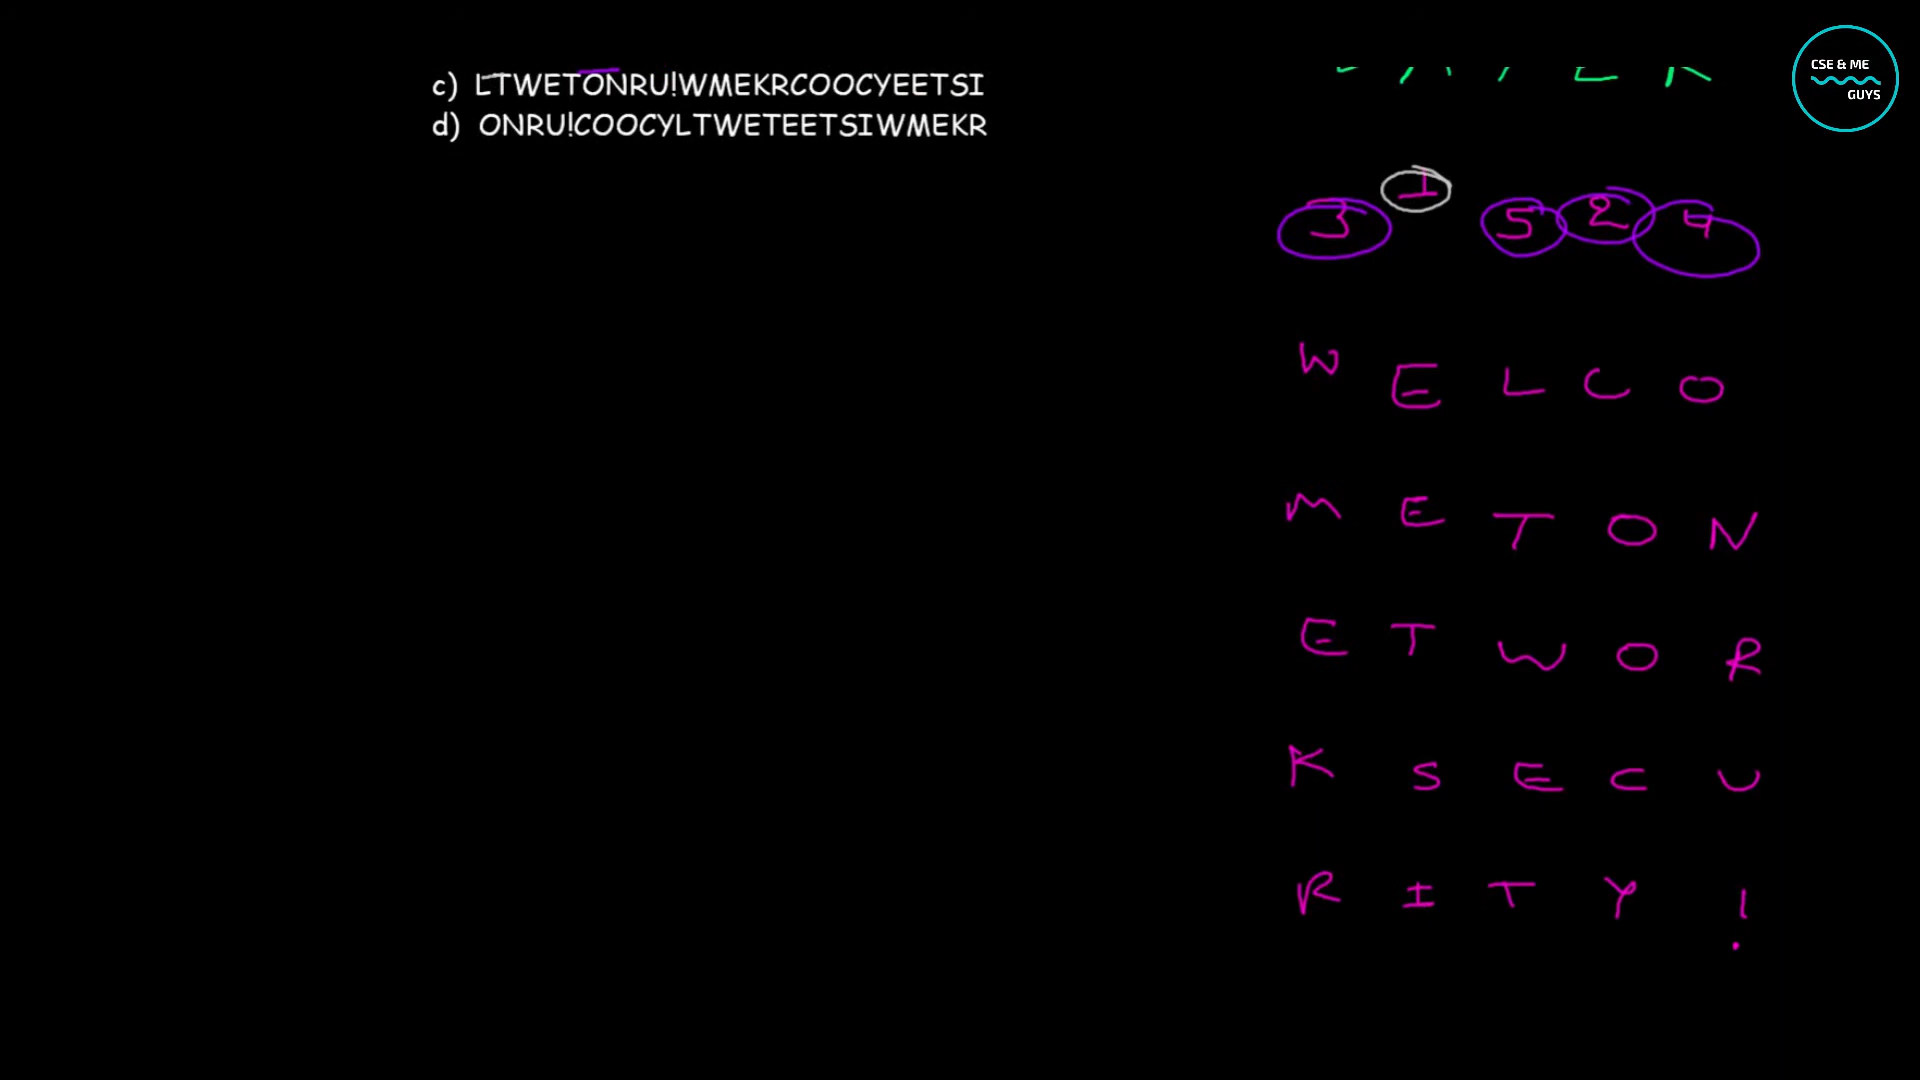 CSE & ME
GUYS
c) LTWETONRU!WMEKRCOOCYEETSI
d) ONRU!COOCYLTWETEETSIWMEKR
3 1 5 2 4
W E L C O
M E T O N
E T W O R
K S E C U
R I T Y !